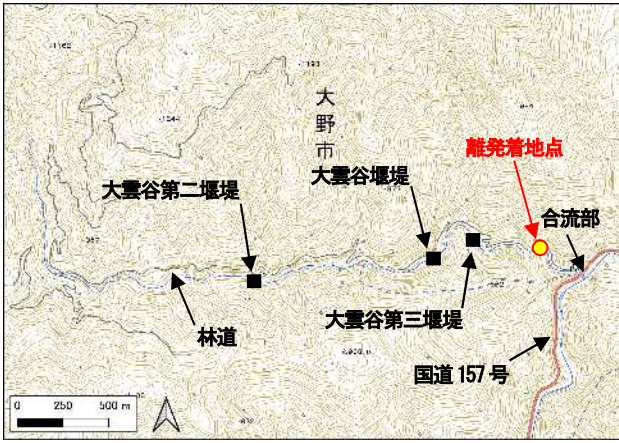 -1193
大野市
離発着地点
大雲谷堰堤
大雲谷第二堰堤
合流部
大雲谷第三堰堤
林道
国道 157 号
0 250 500 m